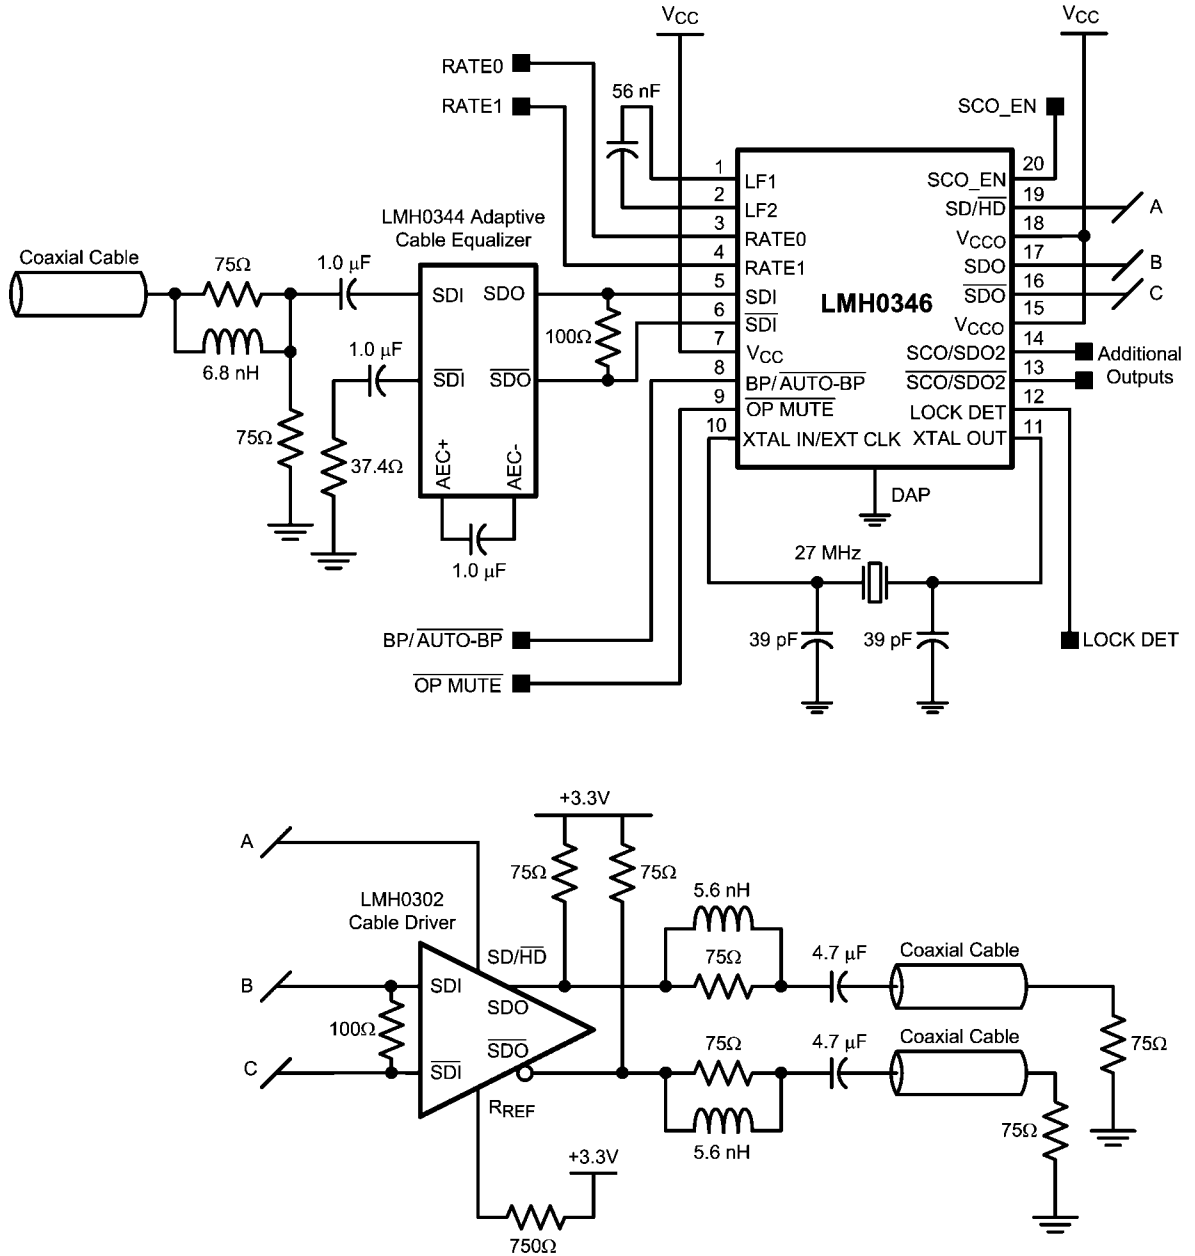 VCC
VCC
RATE0
RATE1
56 nF
SCO_EN
1
2
3
4
5
6
7
8
9
10
LF1
LF2
RATE0
RATE1
SDI
SDI
VCC
BP/AUTO-BP
OP MUTE
XTAL IN/EXT CLK
LMH0346
DAP
SCO_EN
SD/HD
VCCO
SDO
SDO
VCCO
SCO/SDO2
SCO/SDO2
LOCK DET
XTAL OUT
20
19
18
17
16
15
14
13
12
11
A
B
C
Additional
Outputs
LMH0344 Adaptive
Cable Equalizer
Coaxial Cable
75Ω
6.8 nH
1.0 µF
1.0 µF
75Ω
37.4Ω
SDI
SDO
SDI
SDO
AEC+
AEC-
1.0 µF
100Ω
27 MHz
39 pF
39 pF
LOCK DET
BP/AUTO-BP
OP MUTE
+3.3V
A
75Ω
75Ω
LMH0302
Cable Driver
5.6 nH
SD/HD
75Ω
4.7 µF
Coaxial Cable
B
SDI
SDO
100Ω
SDO
75Ω
4.7 µF
Coaxial Cable
75Ω
C
SDI
RREF
5.6 nH
75Ω
+3.3V
750Ω